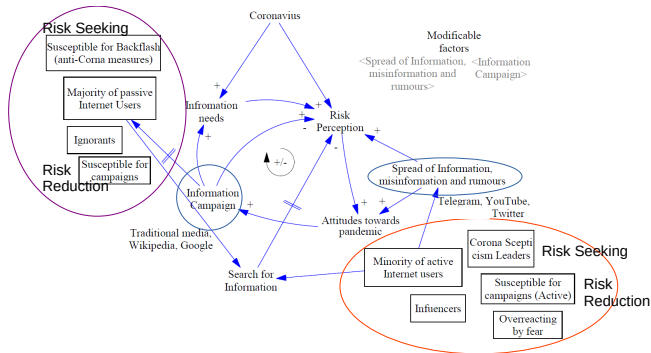 Coronavius
Modifiable
factors
<Spread of Information,
misinformation and
rumours>
<Information
Campaign>
Risk Seeking
Susceptible for Backflash
(anti-Corna measures)
Majority of passive
Internet Users
Ignorants
Risk
Reduction
Susceptible for
campaigns
Infromation
needs
+
+
+
-
+
Risk
Perception
-
+
+/-
Information
Campaign
+
Traditional media,
Wikipedia, Google
Spread of Information,
misinformation and rumours
Telegram, YouTube,
Twitter
+
+
Attitudes towards
pandemic
Search for
Information
Minority of active
Internet users
Corona Scepti
cism Leaders
Risk Seeking
Susceptible for
campaigns (Active)
Risk
Reduction
Infuencers
Overreacting
by fear